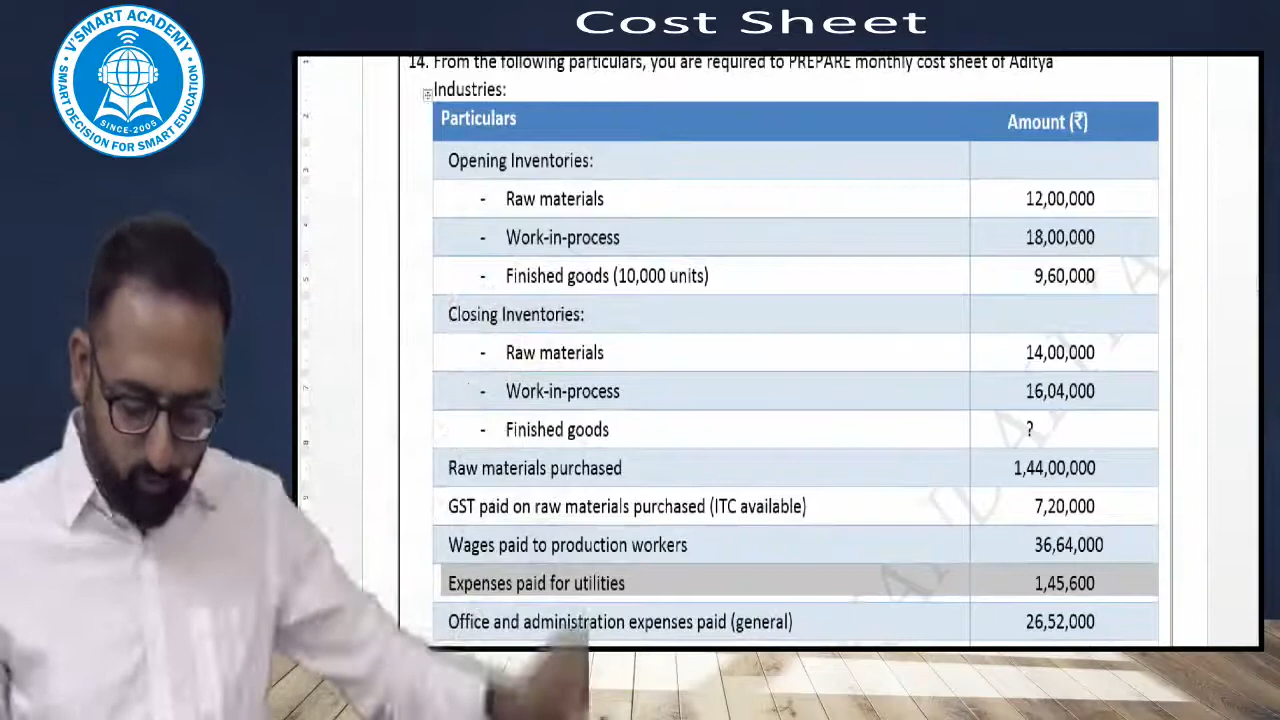 Cost Sheet
V'SMART ACADEMY
SINCE-2005
SMART DECISION FOR SMART EDUCATION
14. From the following particulars, you are required to PREPARE monthly cost sheet of Aditya
Industries:
Particulars Amount (₹)
Opening Inventories:
- Raw materials 12,00,000
- Work-in-process 18,00,000
- Finished goods (10,000 units) 9,60,000
Closing Inventories:
- Raw materials 14,00,000
- Work-in-process 16,04,000
- Finished goods ?
Raw materials purchased 1,44,00,000
GST paid on raw materials purchased (ITC available) 7,20,000
Wages paid to production workers 36,64,000
Expenses paid for utilities 1,45,600
Office and administration expenses paid (general) 26,52,000